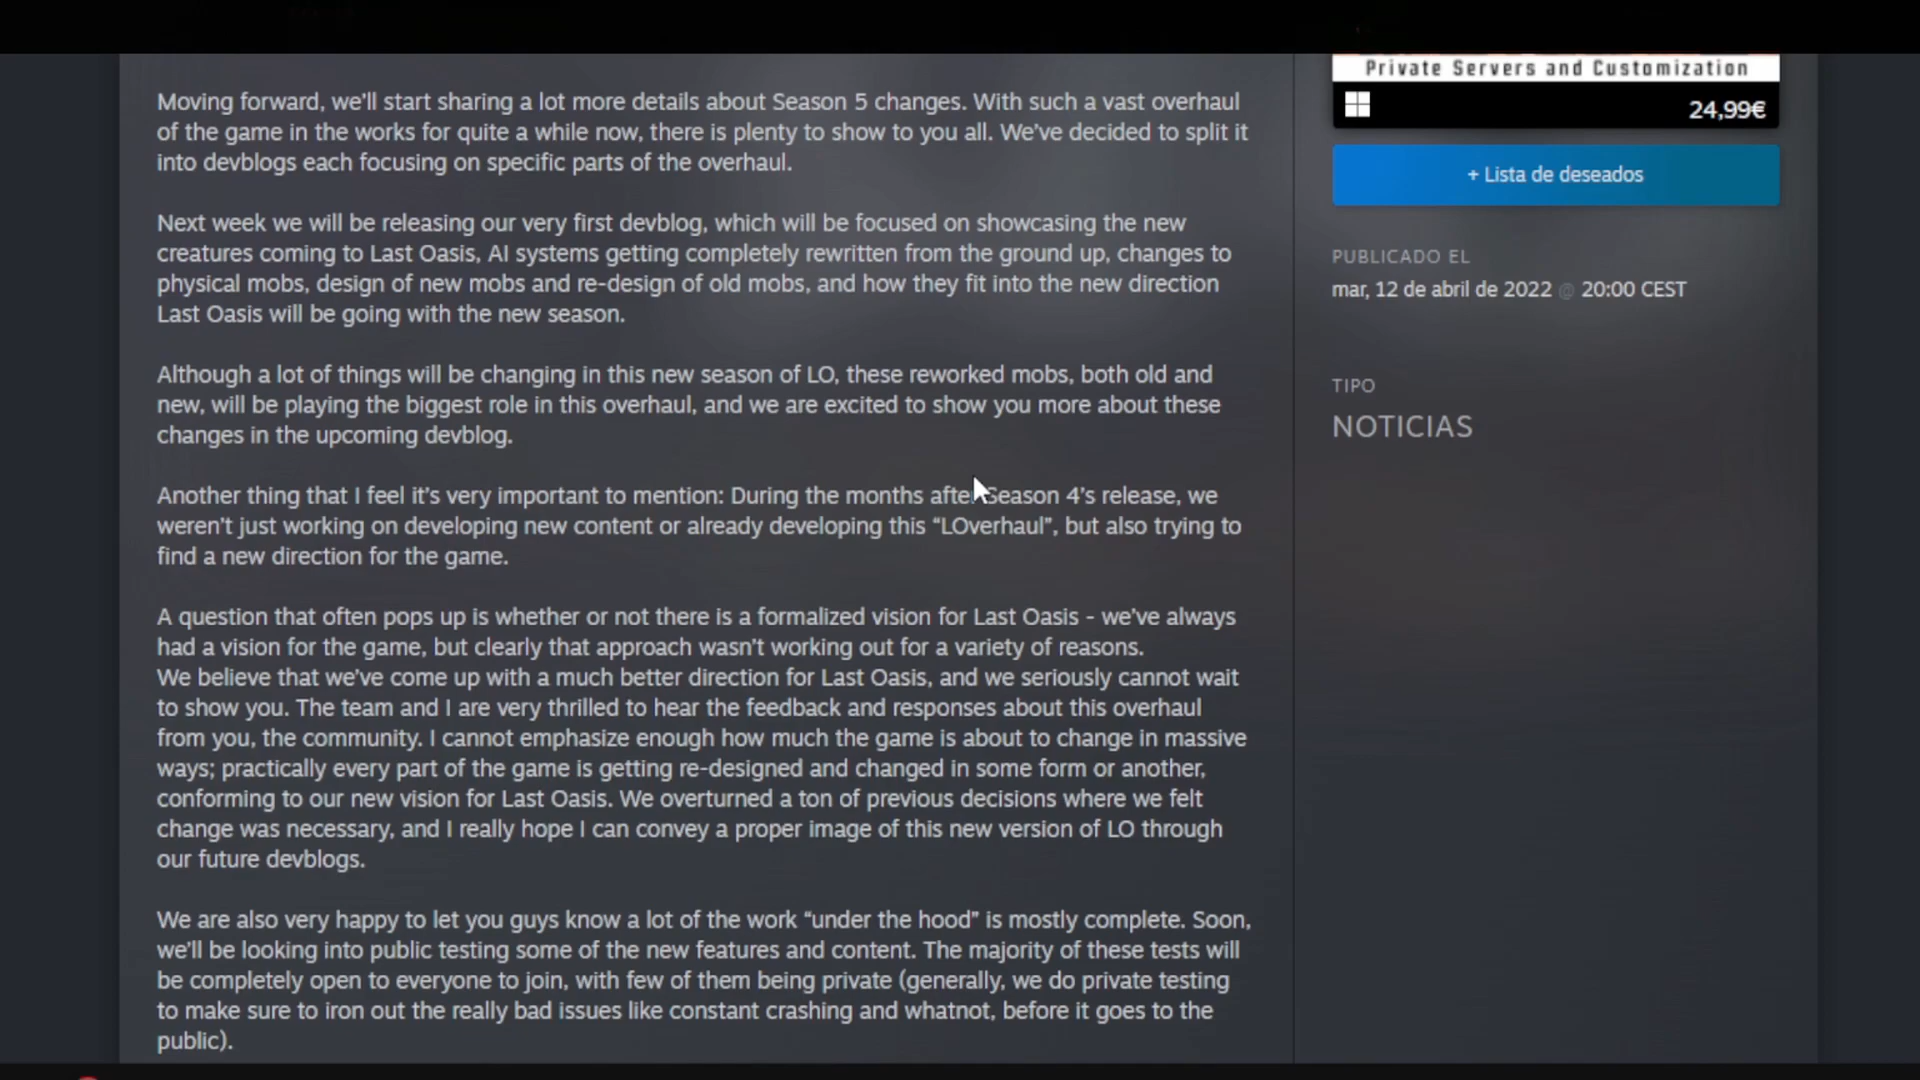 Moving forward, we'll start sharing a lot more details about Season 5 changes. With such a vast overhaul
of the game in the works for quite a while now, there is plenty to show to you all. We've decided to split it
into devblogs each focusing on specific parts of the overhaul.
Next week we will be releasing our very first devblog, which will be focused on showcasing the new
creatures coming to Last Oasis, AI systems getting completely rewritten from the ground up, changes to
physical mobs, design of new mobs and re-design of old mobs, and how they fit into the new direction
Last Oasis will be going with the new season.
Although a lot of things will be changing in this new season of LO, these reworked mobs, both old and
new, will be playing the biggest role in this overhaul, and we are excited to show you more about these
changes in the upcoming devblog.
Another thing that I feel it's very important to mention: During the months after Season 4's release, we
weren't just working on developing new content or already developing this “LOverhaul”, but also trying to
find a new direction for the game.
A question that often pops up is whether or not there is a formalized vision for Last Oasis - we've always
had a vision for the game, but clearly that approach wasn't working out for a variety of reasons.
We believe that we've come up with a much better direction for Last Oasis, and we seriously cannot wait
to show you. The team and I are very thrilled to hear the feedback and responses about this overhaul
from you, the community. I cannot emphasize enough how much the game is about to change in massive
ways; practically every part of the game is getting re-designed and changed in some form or another,
conforming to our new vision for Last Oasis. We overturned a ton of previous decisions where we felt
change was necessary, and I really hope I can convey a proper image of this new version of LO through
our future devblogs.
We are also very happy to let you guys know a lot of the work “under the hood” is mostly complete. Soon,
we'll be looking into public testing some of the new features and content. The majority of these tests will
be completely open to everyone to join, with few of them being private (generally, we do private testing
to make sure to iron out the really bad issues like constant crashing and whatnot, before it goes to the
public).
Private Servers and Customization
24,99€
+ Lista de deseados
PUBLICADO EL
mar, 12 de abril de 2022 @ 20:00 CEST
TIPO
NOTICIAS